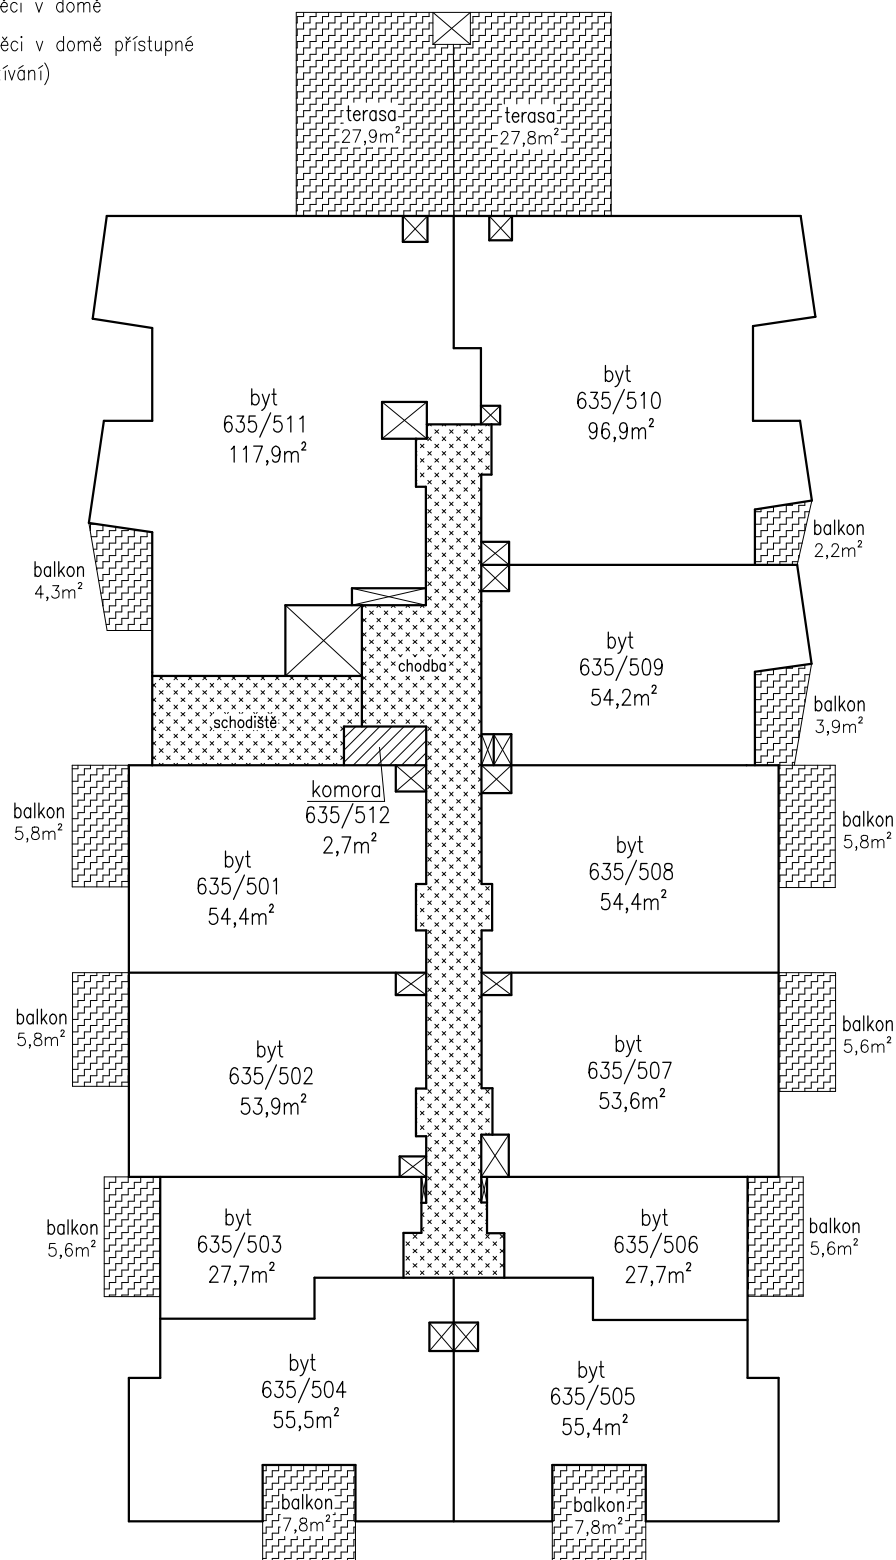 v domě
v domě přístupné
terasa
27,9m²
terasa
27,8m²
byt
635/511
117,9m²
byt
635/510
96,9m²
balkon
2,2m²
balkon
4,3m²
chodba
byt
635/509
54,2m²
schodiště
balkon
3,9m²
komora
635/512
2,7m²
balkon
5,8m²
balkon
5,8m²
byt
635/501
54,4m²
byt
635/508
54,4m²
balkon
5,8m²
balkon
5,6m²
byt
635/502
53,9m²
byt
635/507
53,6m²
balkon
5,6m²
byt
635/503
27,7m²
byt
635/506
27,7m²
balkon
5,6m²
byt
635/504
55,5m²
byt
635/505
55,4m²
balkon
7,8m²
balkon
7,8m²